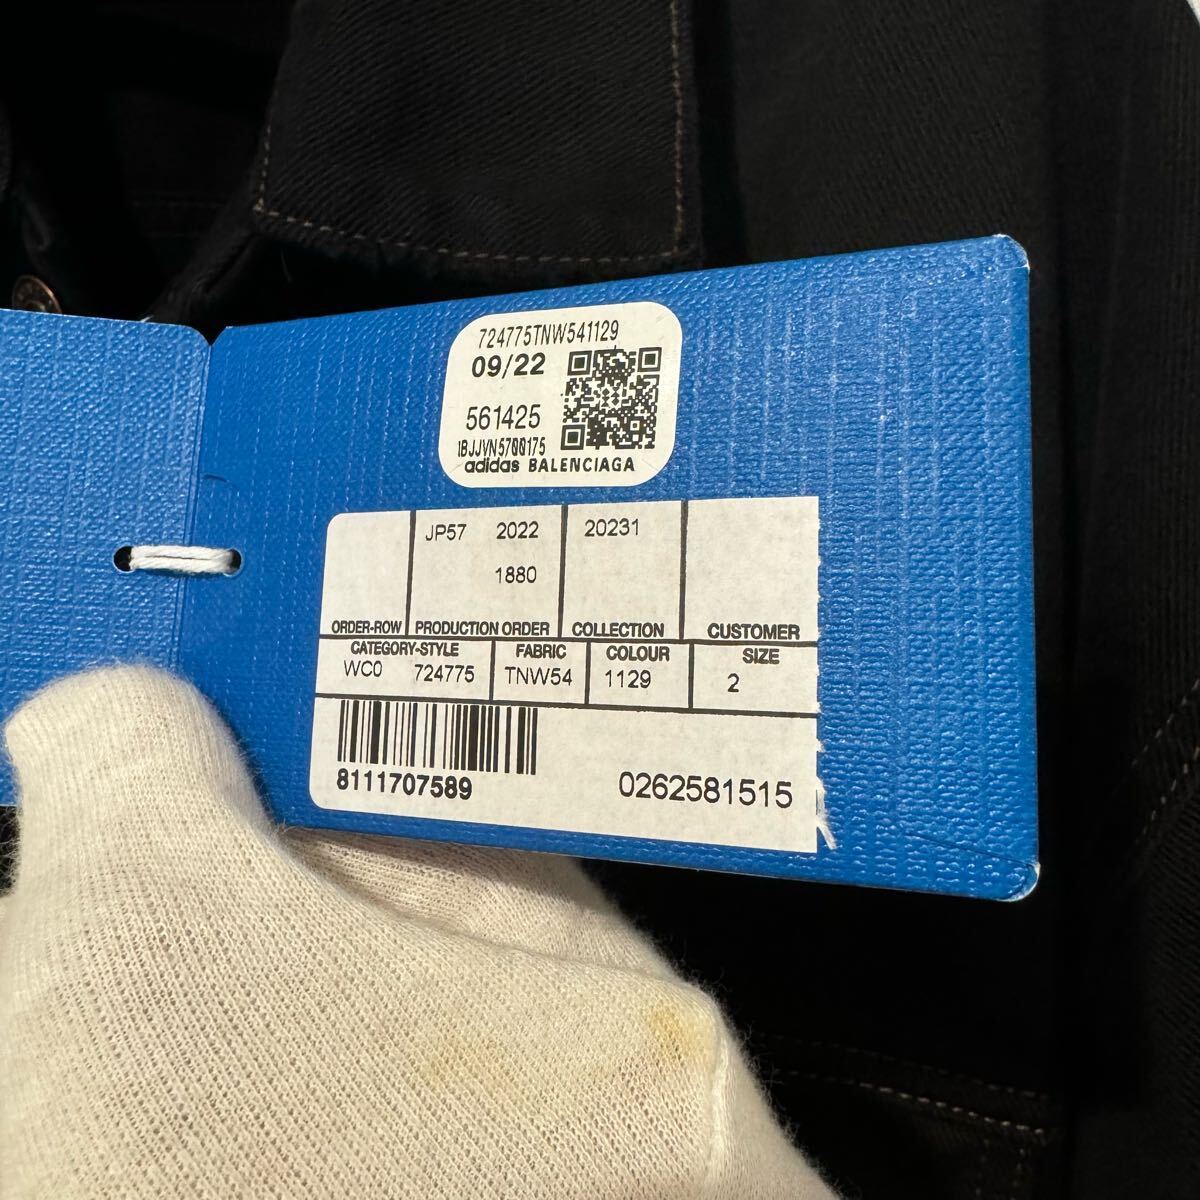 724775TNW541129
09/22
561425
1BJJVN5700175
adidas BALENCIAGA
JP57 2022 20231
1880
ORDER-ROW PRODUCTION ORDER COLLECTION CUSTOMER
CATEGORY-STYLE FABRIC COLOUR SIZE
WC0 724775 TNW54 1129 2
8111707589 0262581515